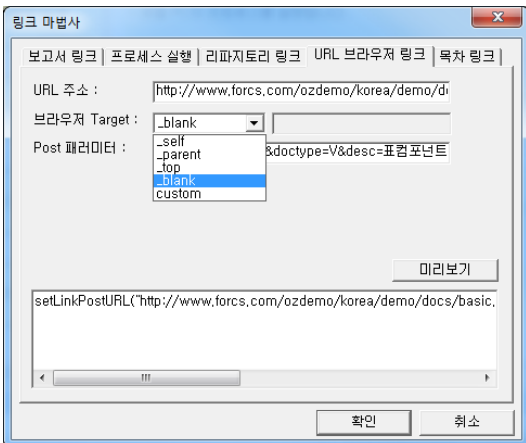 링크 마법사
보고서 링크 프로세스 실행 리파지토리 링크 URL 브라우저 링크 목차 링크
URL 주소 : http://www.forcs.com/ozdemo/korea/demo/d
브라우저 Target : _blank
Post 패러미터 : &doctype=V&desc=표컴포넌트
_self
_parent
_top
_blank
custom
미리보기
setLinkPostURL("http://www.forcs.com/ozdemo/korea/demo/docs/basic.
확인 취소